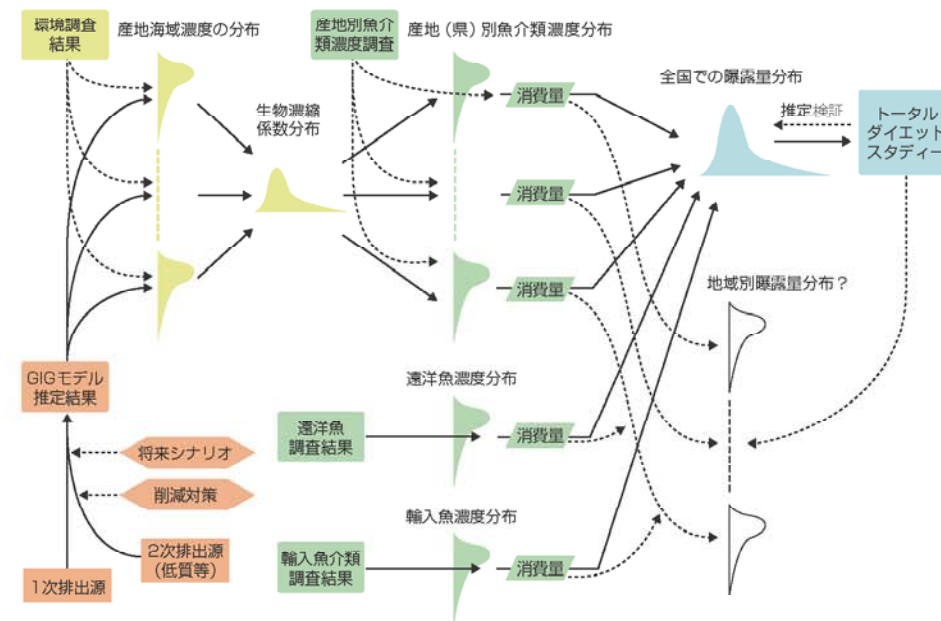 環境調査
結果
産地海域濃度の分布
産地別魚介
類濃度調査
産地（県）別魚介類濃度分布
生物濃縮
係数分布
消費量
消費量
消費量
全国での曝露量分布
推定検証
トータル
ダイエット
スタディー
地域別曝露量分布？
GIGモデル
推定結果
将来シナリオ
削減対策
2次排出源
(低質等)
1次排出源
遠洋魚濃度分布
遠洋魚
調査結果
消費量
輸入魚濃度分布
輸入魚介類
調査結果
消費量